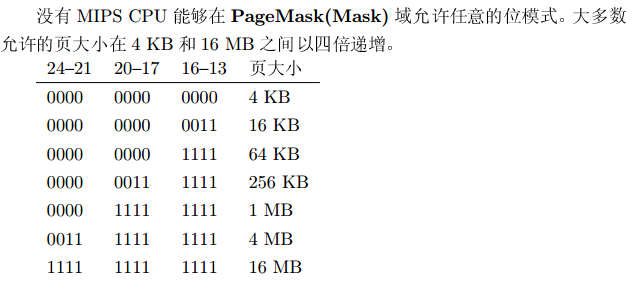 没有 MIPS CPU 能够在 PageMask(Mask) 域允许任意的位模式。大多数
允许的页大小在 4 KB 和 16 MB 之间以四倍递增。
24–21 20–17 16–13 页大小
0000 0000 0000 4 KB
0000 0000 0011 16 KB
0000 0000 1111 64 KB
0000 0011 1111 256 KB
0000 1111 1111 1 MB
0011 1111 1111 4 MB
1111 1111 1111 16 MB